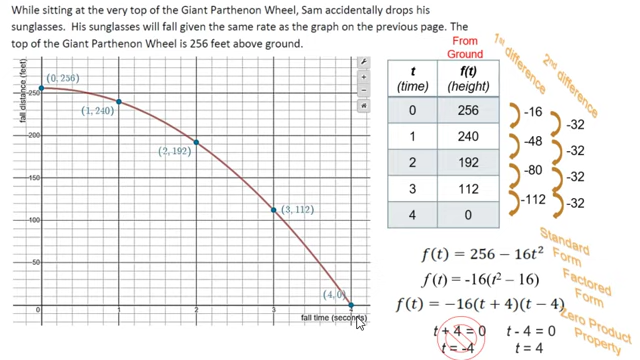 While sitting at the very top of the Giant Parthenon Wheel, Sam accidentally drops his
sunglasses.  His sunglasses will fall given the same rate as the graph on the previous page.  The
top of the Giant Parthenon Wheel is 256 feet above ground.
fall distance (feet)
250
200
150
100
50
0
1
2
3
4
fall time (seconds)
(0, 256)
(1, 240)
(2, 192)
(3, 112)
(4, 0)
From
Ground
1st difference
2nd difference
t
(time)
f(t)
(height)
0 256
1 240
2 192
3 112
4 0
-16
-48
-80
-112
-32
-32
-32
-32
f(t) = 256 − 16t²
Standard
Form
f(t) = -16(t² − 16)
Factored
Form
f(t) = −16(t + 4)(t − 4)
Zero Product
Property
t + 4 = 0 t - 4 = 0
t = -4 t = 4